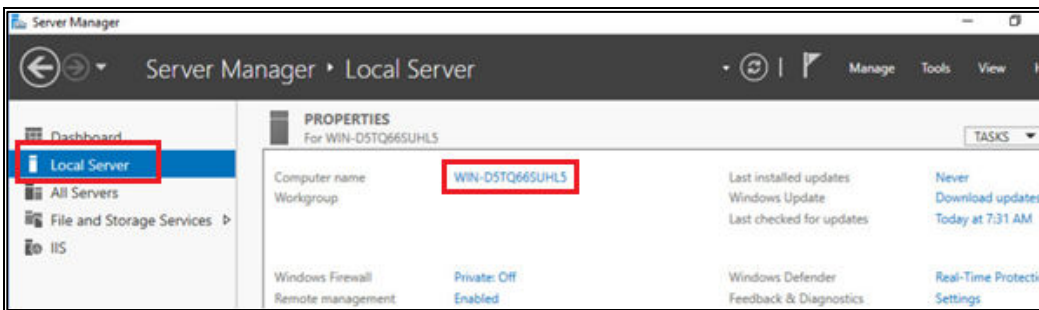 Server Manager
Server Manager • Local Server
Manage Tools View
Dashboard
Local Server
All Servers
File and Storage Services
IIS
PROPERTIES
For WIN-D5TQ66SUHL5
TASKS
Computer name WIN-D5TQ66SUHL5 Last installed updates Never
Workgroup Windows Update Download updates
Last checked for updates Today at 7:31 AM
Windows Firewall Private: Off Windows Defender Real-Time Protecti
Remote management Enabled Feedback & Diagnostics Settings